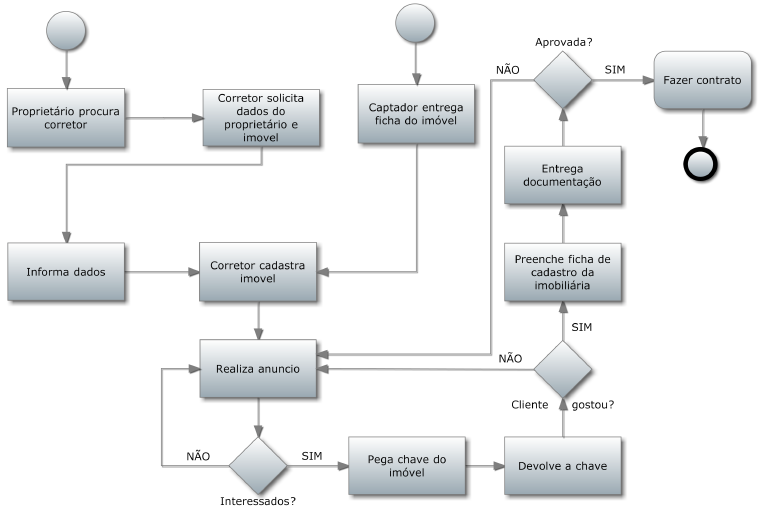 Aprovada?
NÃO
SIM
Fazer contrato
Proprietário procura
corretor
Corretor solicita
dados do
proprietário e
imovel
Captador entrega
ficha do imóvel
Entrega
documentação
Informa dados
Corretor cadastra
imovel
Preenche ficha de
cadastro da
imobiliária
SIM
Realiza anuncio
NÃO
Cliente gostou?
NÃO
SIM
Pega chave do
imóvel
Devolve a chave
Interessados?